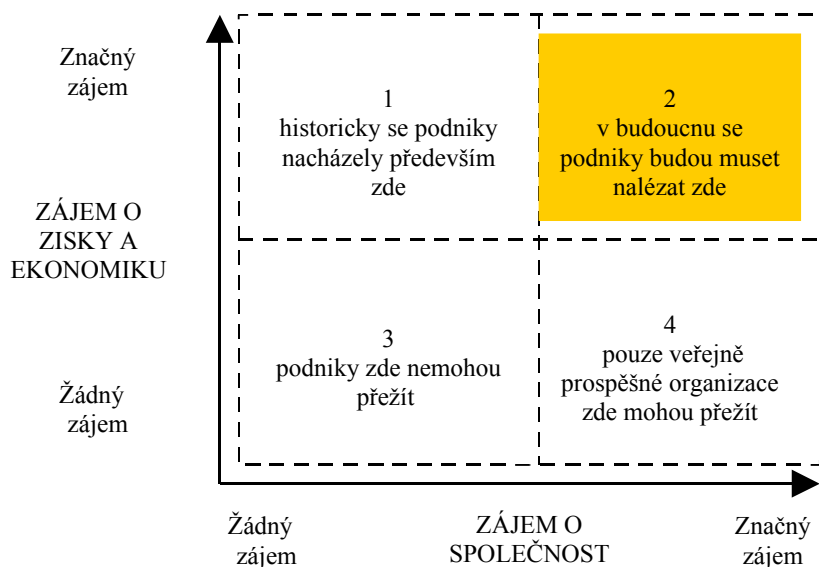 Značný
zájem
1
historicky se podniky
nacházely především
zde
2
v budoucnu se
podniky budou muset
nalézat zde
ZÁJEM O
ZISKY A
EKONOMIKU
3
podniky zde nemohou
přežít
4
pouze veřejně
prospěšné organizace
zde mohou přežít
Žádný
zájem
Žádný
zájem
ZÁJEM O
SPOLEČNOST
Značný
zájem